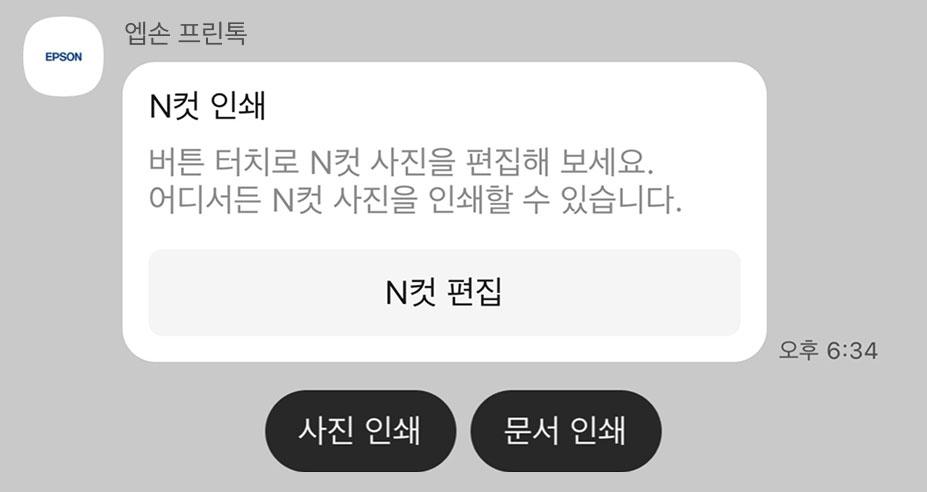 엡손 프린톡
EPSON
N컷 인쇄
버튼 터치로 N컷 사진을 편집해 보세요.
어디서든 N컷 사진을 인쇄할 수 있습니다.
N컷 편집
오후 6:34
사진 인쇄
문서 인쇄